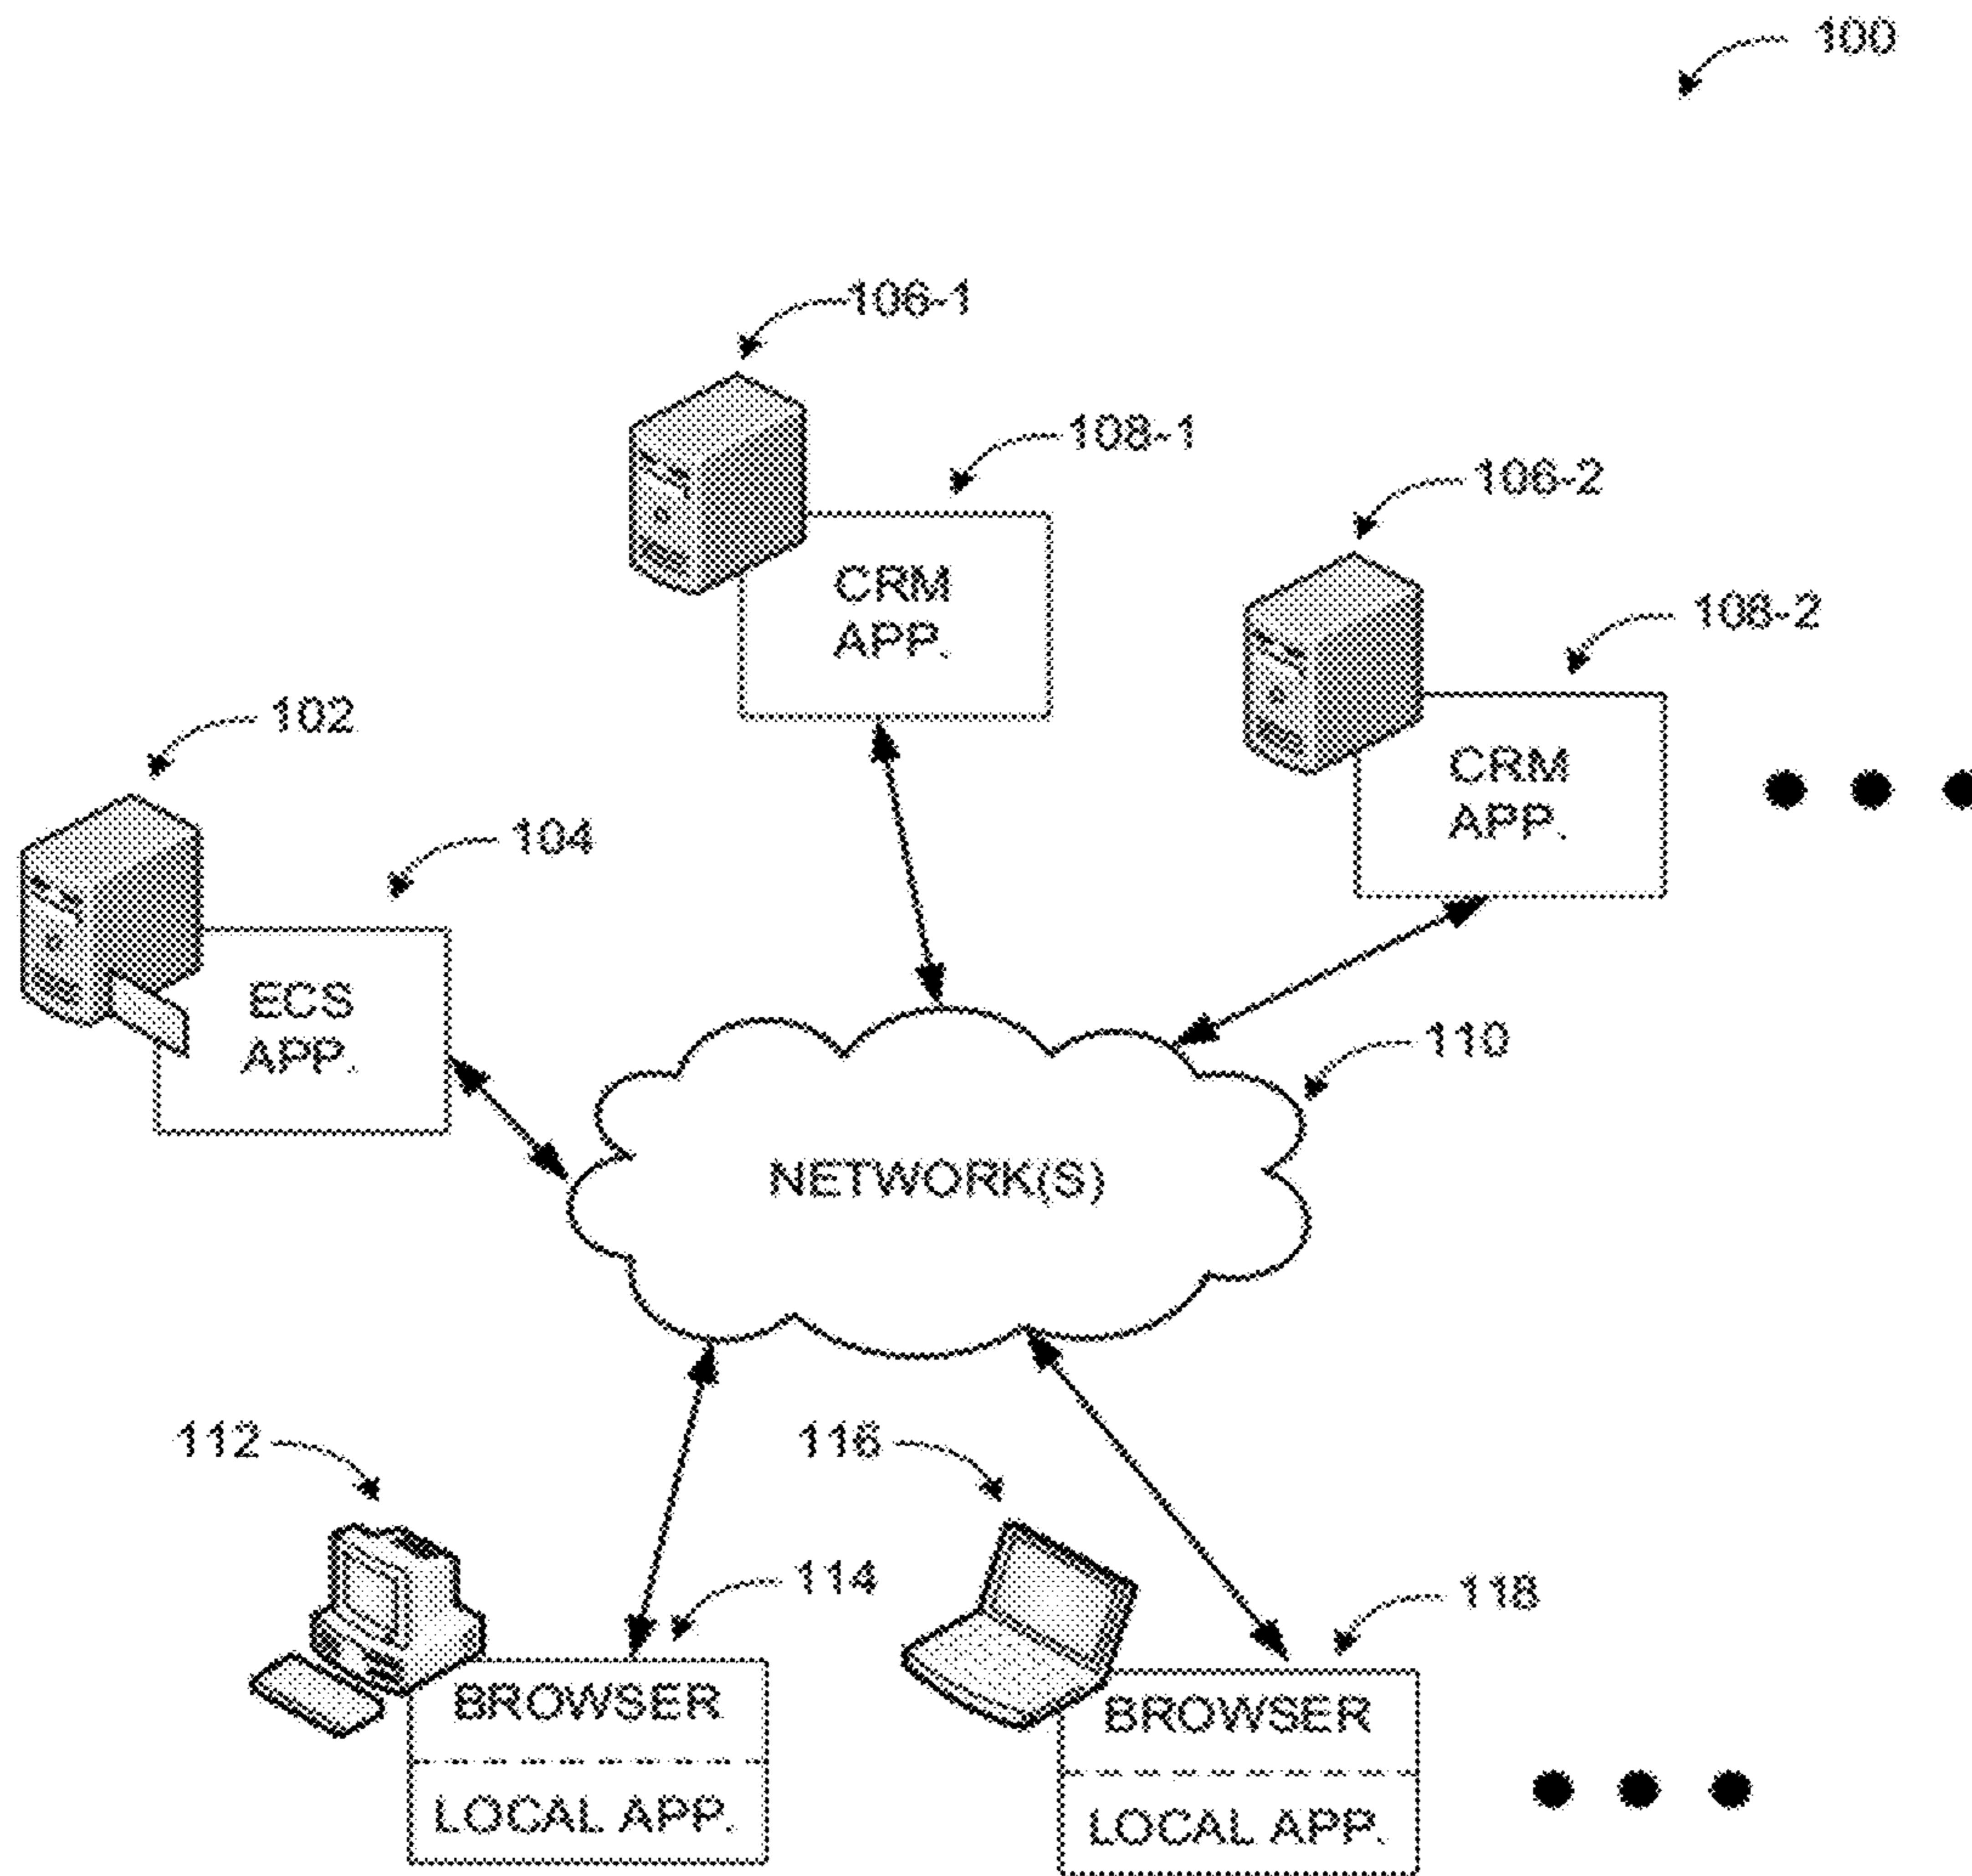 100
106-1
108-1
106-2
CRM
APP.
108-2
102
CRM
APP.
104
ECS
APP.
110
NETWORK(S)
112
116
114
118
BROWSER
BROWSER
LOCAL APP.
LOCAL APP.